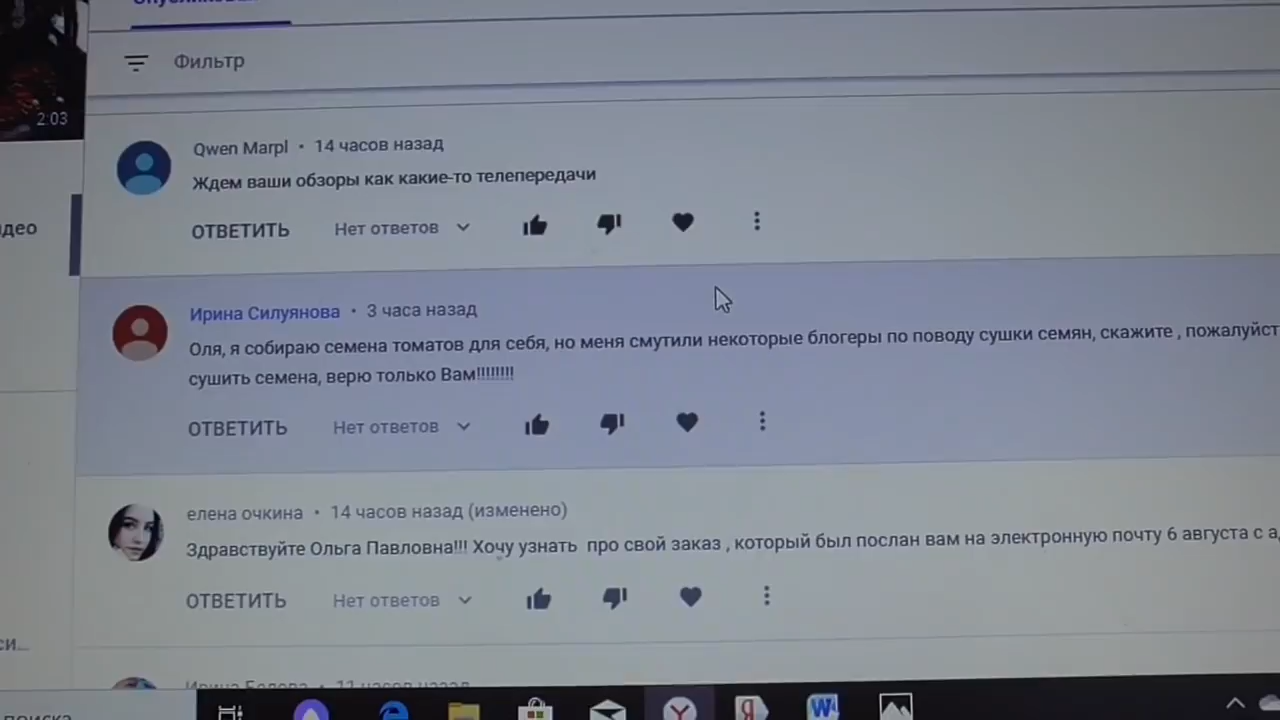 Фильтр
2:03
Qwen Marpl • 14 часов назад
Ждем ваши обзоры как какие-то телепередачи
ОТВЕТИТЬ Нет ответов
део
Ирина Силуянова • 3 часа назад
Оля, я собираю семена томатов для себя, но меня смутили некоторые блогеры по поводу сушки семян, скажите , пожалуйст
сушить семена, верю только Вам!!!!!!!!
ОТВЕТИТЬ Нет ответов
елена очкина • 14 часов назад (изменено)
Здравствуйте Ольга Павловна!!! Хочу узнать про свой заказ , который был послан вам на электронную почту 6 августа с а
ОТВЕТИТЬ Нет ответов
си...